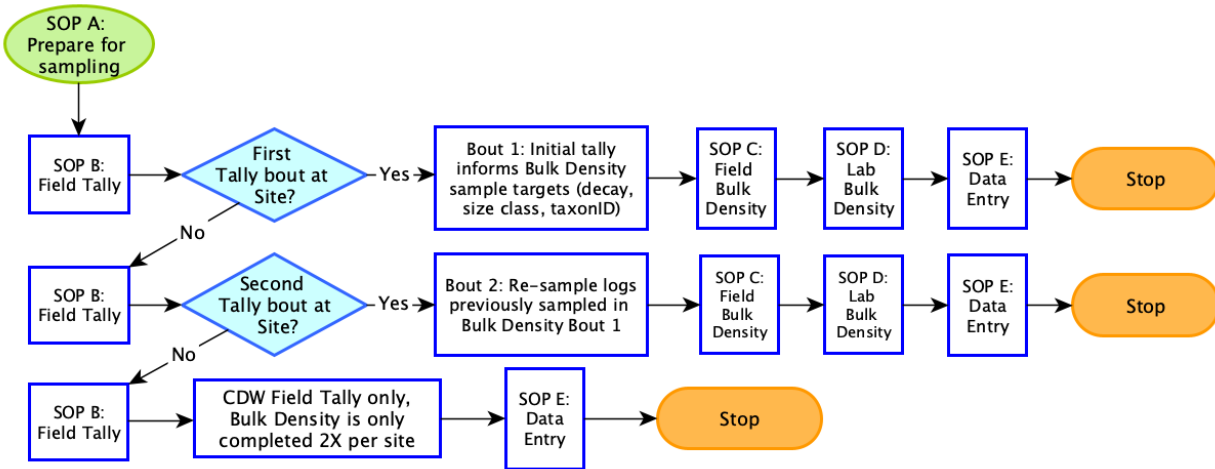 SOP A:
Prepare for
sampling
SOP B:
Field Tally
First
Tally bout at
Site?
Yes
Bout 1: Initial tally
informs Bulk Density
sample targets (decay,
size class, taxonID)
SOP C:
Field
Bulk
Density
SOP D:
Lab
Bulk
Density
SOP E:
Data
Entry
Stop
No
SOP B:
Field Tally
Second
Tally bout at
Site?
Yes
Bout 2: Re-sample logs
previously sampled in
Bulk Density Bout 1
SOP C:
Field
Bulk
Density
SOP D:
Lab
Bulk
Density
SOP E:
Data
Entry
Stop
No
SOP B:
Field Tally
CDW Field Tally only,
Bulk Density is only
completed 2X per site
SOP E:
Data
Entry
Stop